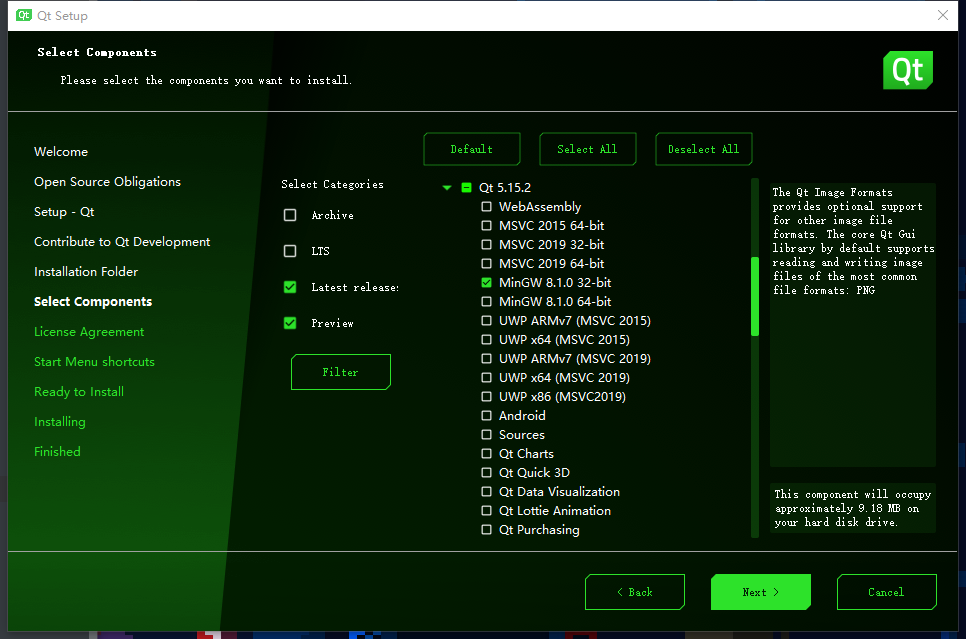 Qt Qt Setup
Select Components
Please select the components you want to install.
Qt
Welcome
Open Source Obligations
Setup - Qt
Contribute to Qt Development
Installation Folder
Select Components
License Agreement
Start Menu shortcuts
Ready to Install
Installing
Finished
Select Categories
Archive
LTS
Latest release:
Preview
Filter
Default
Select All
Deselect All
Qt 5.15.2
WebAssembly
MSVC 2015 64-bit
MSVC 2019 32-bit
MSVC 2019 64-bit
MinGW 8.1.0 32-bit
MinGW 8.1.0 64-bit
UWP ARMv7 (MSVC 2015)
UWP x64 (MSVC 2015)
UWP ARMv7 (MSVC 2019)
UWP x64 (MSVC 2019)
UWP x86 (MSVC2019)
Android
Sources
Qt Charts
Qt Quick 3D
Qt Data Visualization
Qt Lottie Animation
Qt Purchasing
The Qt Image Formats
provides optional support
for other image file
formats. The core Qt Gui
library by default supports
reading and writing image
files of the most common
file formats: PNG
This component will occupy
approximately 9.18 MB on
your hard disk drive.
< Back
Next >
Cancel